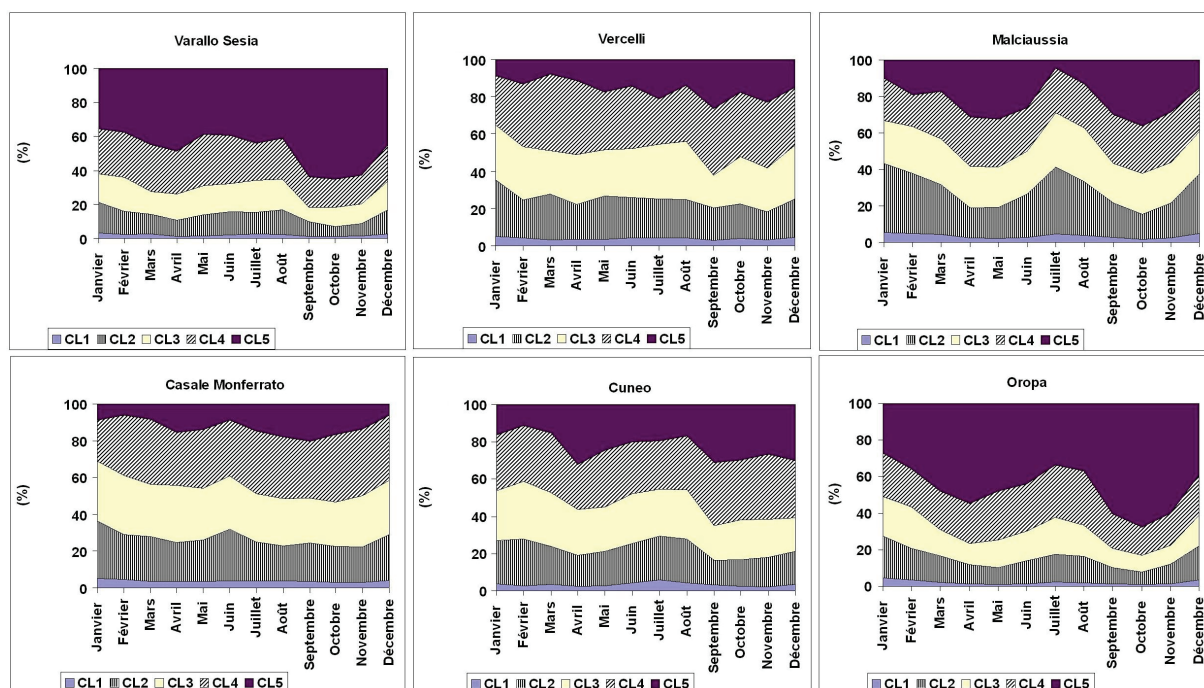 Varallo Sesia
100
80
60
40
20
0
(%)
Janvier
Février
Mars
Avril
Mai
Juin
Juillet
Août
Septembre
Octobre
Novembre
Décembre
CL1 CL2 CL3 CL4 CL5
Vercelli
100
80
60
40
20
0
(%)
Janvier
Février
Mars
Avril
Mai
Juin
Juillet
Août
Septembre
Octobre
Novembre
Décembre
CL1 CL2 CL3 CL4 CL5
Malciaussia
100
80
60
40
20
0
(%)
Janvier
Février
Mars
Avril
Mai
Juin
Juillet
Août
Septembre
Octobre
Novembre
Décembre
CL1 CL2 CL3 CL4 CL5
Casale Monferrato
100
80
60
40
20
0
(%)
Janvier
Février
Mars
Avril
Mai
Juin
Juillet
Août
Septembre
Octobre
Novembre
Décembre
CL1 CL2 CL3 CL4 CL5
Cuneo
100
80
60
40
20
0
(%)
Janvier
Février
Mars
Avril
Mai
Juin
Juillet
Août
Septembre
Octobre
Novembre
Décembre
CL1 CL2 CL3 CL4 CL5
Oropa
100
80
60
40
20
0
(%)
Janvier
Février
Mars
Avril
Mai
Juin
Juillet
Août
Septembre
Octobre
Novembre
Décembre
CL1 CL2 CL3 CL4 CL5